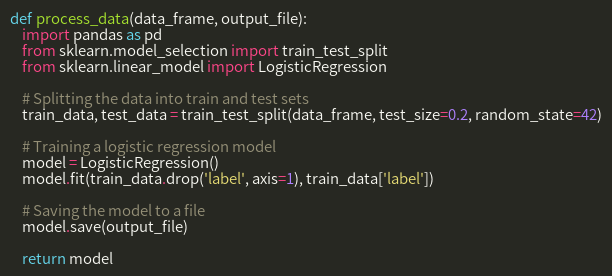 def process_data(data_frame, output_file):
import pandas as pd
from sklearn.model_selection import train_test_split
from sklearn.linear_model import LogisticRegression
# Splitting the data into train and test sets
train_data, test_data = train_test_split(data_frame, test_size=0.2, random_state=42)
# Training a logistic regression model
model = LogisticRegression()
model.fit(train_data.drop('label', axis=1), train_data['label'])
# Saving the model to a file
model.save(output_file)
return model